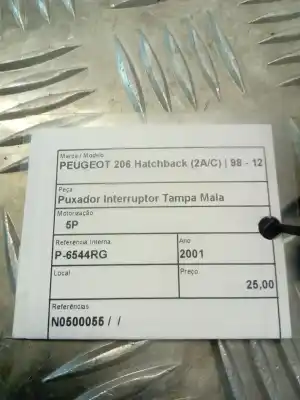 Marca / Modelo
PEUGEOT 206 Hatchback (2A/C) | 98 - 12
Peça
Puxador Interruptor Tampa Mala
Motorização
5P
Referência Interna
P-6544RG
Ano
2001
Local
Preço
25,00
Referências
N0500055 / /